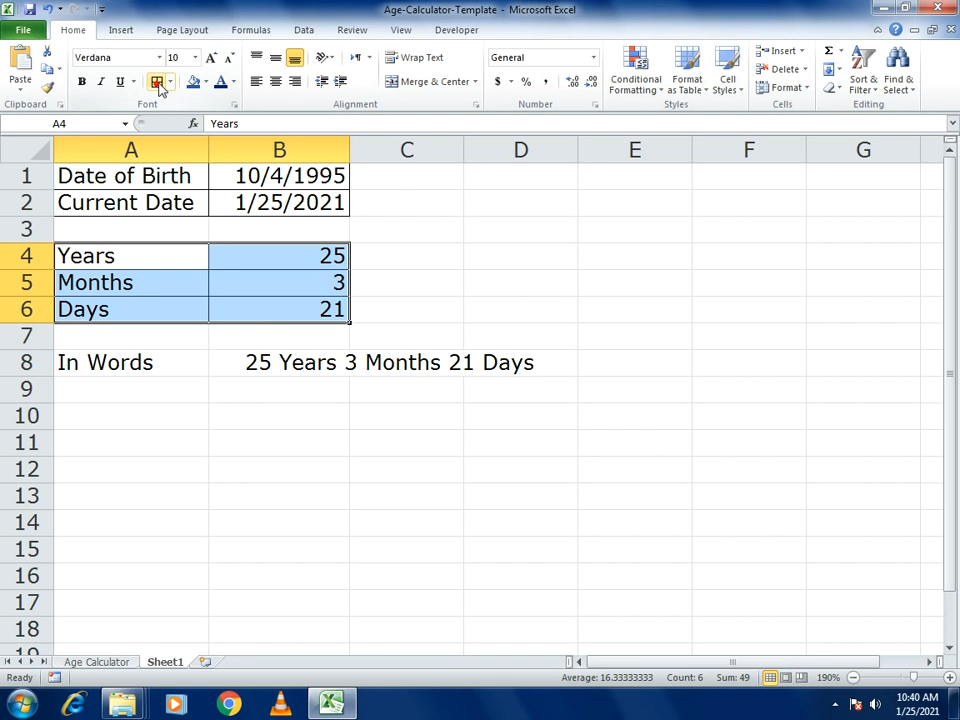 Age-Calculator-Template - Microsoft Excel
File Home Insert Page Layout Formulas Data Review View Developer
Verdana 10 Wrap Text General Insert Σ
Paste B I U Merge & Center $ % , Conditional Formatting Format as Table Cell Styles Delete Format Sort & Filter Find & Select
Clipboard Font Alignment Number Styles Cells Editing
A4 fx Years
A B C D E F G
1 Date of Birth 10/4/1995
2 Current Date 1/25/2021
3
4 Years 25
5 Months 3
6 Days 21
7
8 In Words 25 Years 3 Months 21 Days
9
10
11
12
13
14
15
16
17
18
19
Age Calculator Sheet1
Ready Average: 16.33333333 Count: 6 Sum: 49 190%
10:40 AM
1/25/2021